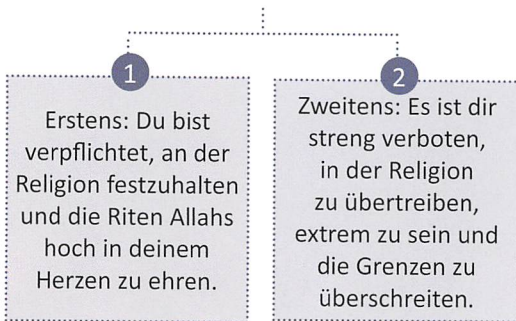 1
Erstens: Du bist
verpflichtet, an der
Religion festzuhalten
und die Riten Allahs
hoch in deinem
Herzen zu ehren.
2
Zweitens: Es ist dir
streng verboten,
in der Religion
zu übertreiben,
extrem zu sein und
die Grenzen zu
überschreiten.